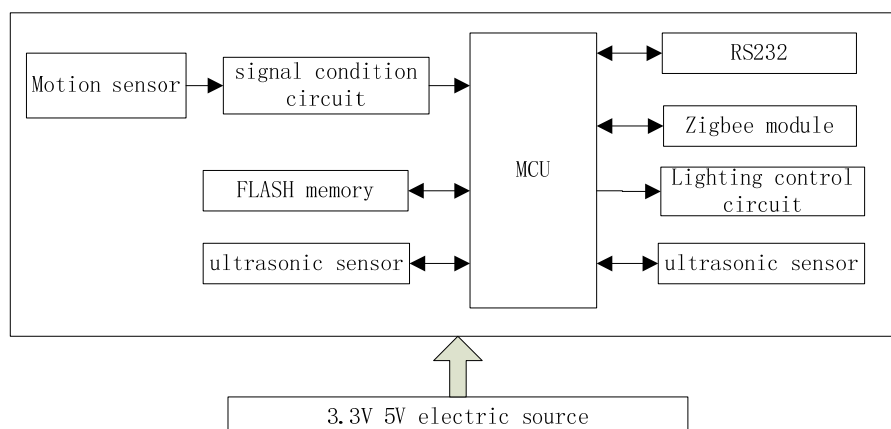 Motion sensor
signal condition
circuit
FLASH memory
ultrasonic sensor
MCU
RS232
Zigbee module
Lighting control
circuit
ultrasonic sensor
3.3V 5V electric source